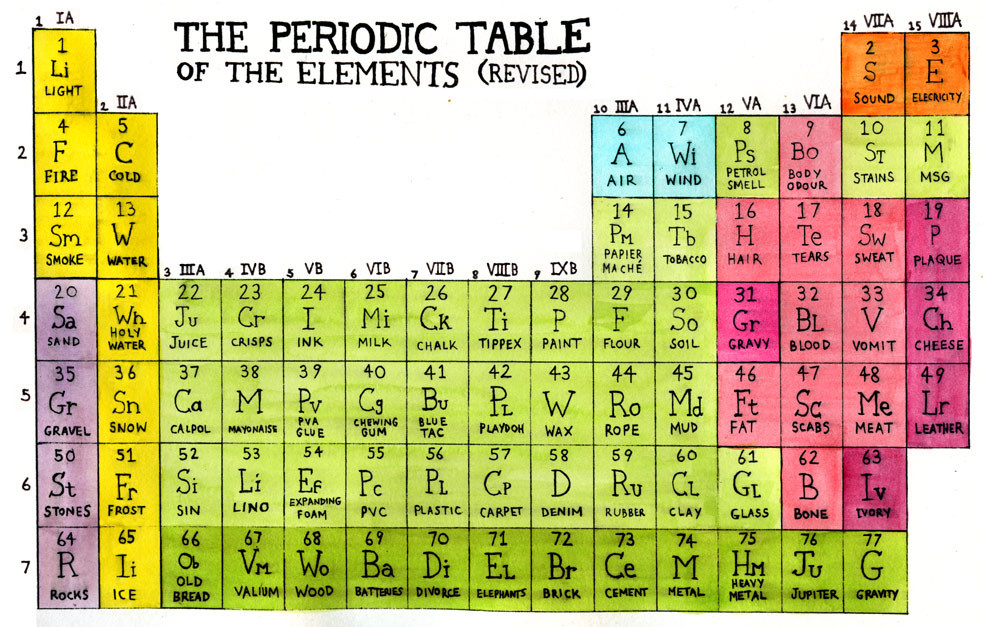 1 IA
THE PERIODIC TABLE
OF THE ELEMENTS (REVISED)
14 VIIA 15 VIIIA
1
1 2 3
Li S E
LIGHT SOUND ELECRICITY
2 IIA 10 IIIA 11 IVA 12 VA 13 VIA
2
4 5 6 7 8 9 10 11
F C A Wi Ps Bo St M
FIRE COLD AIR WIND PETROL SMELL BODY ODOUR STAINS MSG
3
12 13 14 15 16 17 18 19
Sm W Pm Tb H Te Sw P
SMOKE WATER PAPIER MACHÉ TOBACCO HAIR TEARS SWEAT PLAQUE
3 IIIA 4 IVB 5 VB 6 VIB 7 VIIB 8 VIIIB 9 IXB
4
20 21 22 23 24 25 26 27 28 29 30 31 32 33 34
Sa Wh Ju Cr I Mi Ck Ti P F So Gr BL V Ch
SAND HOLY WATER JUICE CRISPS INK MILK CHALK TIPPEX PAINT FLOUR SOIL GRAVY BLOOD VOMIT CHEESE
5
35 36 37 38 39 40 41 42 43 44 45 46 47 48 49
Gr Sn Ca M Pv Cg Bu PL W Ro Md Ft Sc Me Lr
GRAVEL SNOW CALPOL MAYONAISE PVA GLUE CHEWING GUM BLUE TAC PLAYDOH WAX ROPE MUD FAT SCABS MEAT LEATHER
6
50 51 52 53 54 55 56 57 58 59 60 61 62 63
St Fr Si Li Ef Pc PL Cp D Ru CL GL B Iv
STONES FROST SIN LINO EXPANDING FOAM PVC PLASTIC CARPET DENIM RUBBER CLAY GLASS BONE IVORY
7
64 65 66 67 68 69 70 71 72 73 74 75 76 77
R Ii Ob Vm Wo Ba Di EL Br Ce M Hm Ju G
ROCKS ICE OLD BREAD VALIUM WOOD BATTERIES DIVORCE ELEPHANTS BRICK CEMENT METAL HEAVY METAL JUPITER GRAVITY